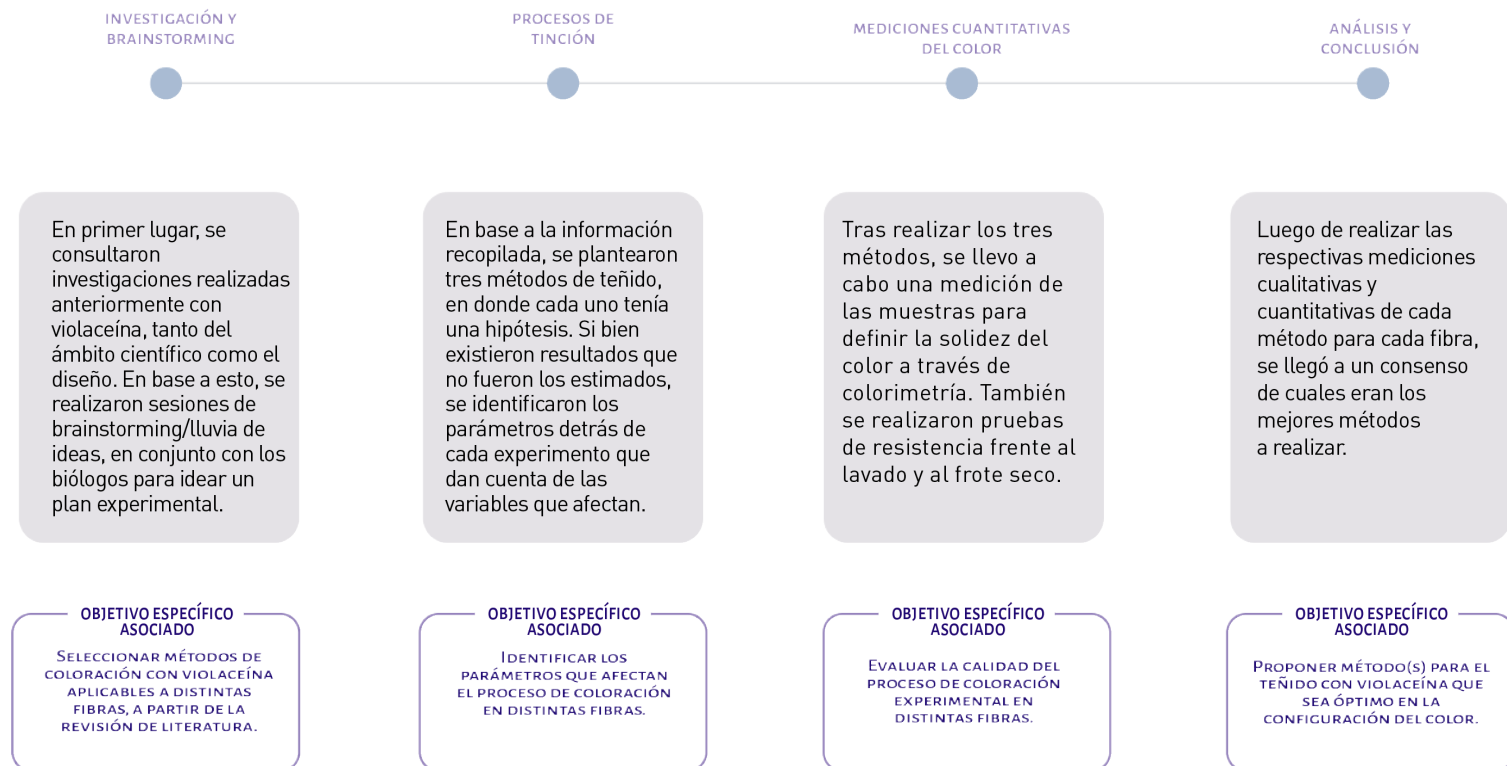 INVESTIGACIÓN Y
BRAINSTORMING
PROCESOS DE
TINCIÓN
MEDICIONES CUANTITATIVAS
DEL COLOR
ANÁLISIS Y
CONCLUSIÓN
En primer lugar, se
consultaron
investigaciones realizadas
anteriormente con
violaceína, tanto del
ámbito científico como el
diseño. En base a esto, se
realizaron sesiones de
brainstorming/lluvia de
ideas, en conjunto con los
biólogos para idear un
plan experimental.
En base a la información
recopilada, se plantearon
tres métodos de teñido,
en donde cada uno tenía
una hipótesis. Si bien
existieron resultados que
no fueron los estimados,
se identificaron los
parámetros detrás de
cada experimento que
dan cuenta de las
variables que afectan.
Tras realizar los tres
métodos, se llevo a
cabo una medición de
las muestras para
definir la solidez del
color a través de
colorimetría. También
se realizaron pruebas
de resistencia frente al
lavado y al frote seco.
Luego de realizar las
respectivas mediciones
cualitativas y
cuantitativas de cada
método para cada fibra,
se llegó a un consenso
de cuales eran los
mejores métodos
a realizar.
OBJETIVO ESPECÍFICO
ASOCIADO
SELECCIONAR MÉTODOS DE
COLORACIÓN CON VIOLACEÍNA
APLICABLES A DISTINTAS
FIBRAS, A PARTIR DE LA
REVISIÓN DE LITERATURA.
OBJETIVO ESPECÍFICO
ASOCIADO
IDENTIFICAR LOS
PARÁMETROS QUE AFECTAN
EL PROCESO DE COLORACIÓN
EN DISTINTAS FIBRAS.
OBJETIVO ESPECÍFICO
ASOCIADO
EVALUAR LA CALIDAD DEL
PROCESO DE COLORACIÓN
EXPERIMENTAL EN
DISTINTAS FIBRAS.
OBJETIVO ESPECÍFICO
ASOCIADO
PROPONER MÉTODO(S) PARA EL
TEÑIDO CON VIOLACEÍNA QUE
SEA ÓPTIMO EN LA
CONFIGURACIÓN DEL COLOR.